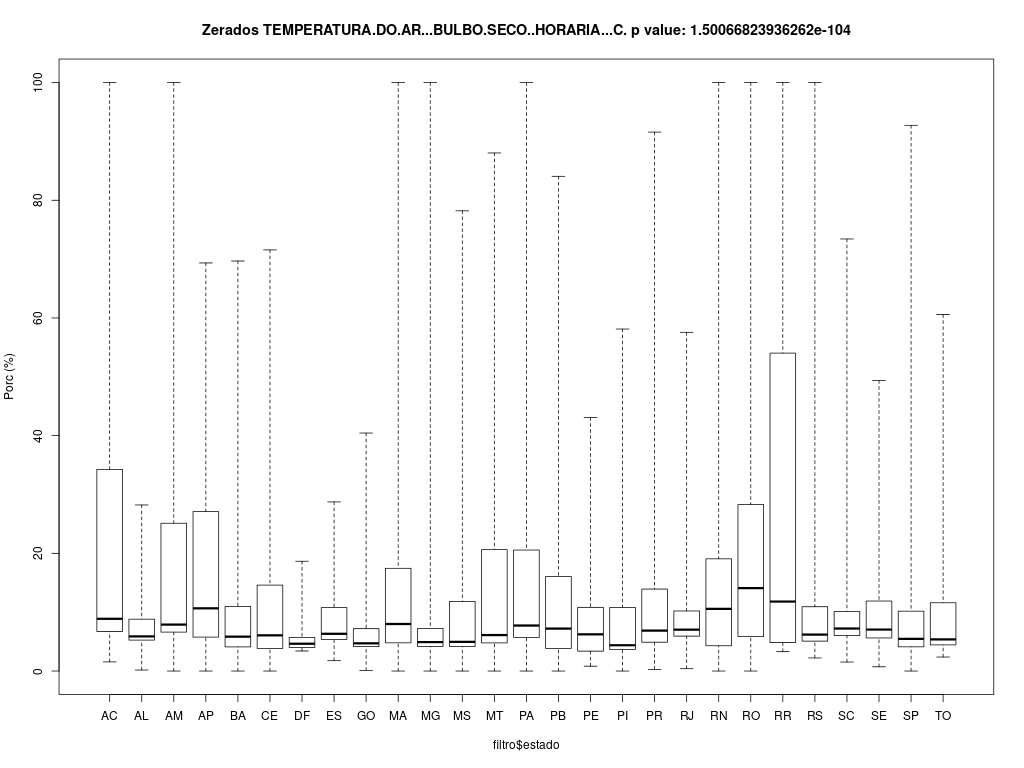 Zerados TEMPERATURA.DO.AR...BULBO.SECO..HORARIA...C. p value: 1.50066823936262e-104
Porc (%)
100
80
60
40
20
0
AC AL AM AP BA CE DF ES GO MA MG MS MT PA PB PE PI PR RJ RN RO RR RS SC SE SP TO
filtro$estado